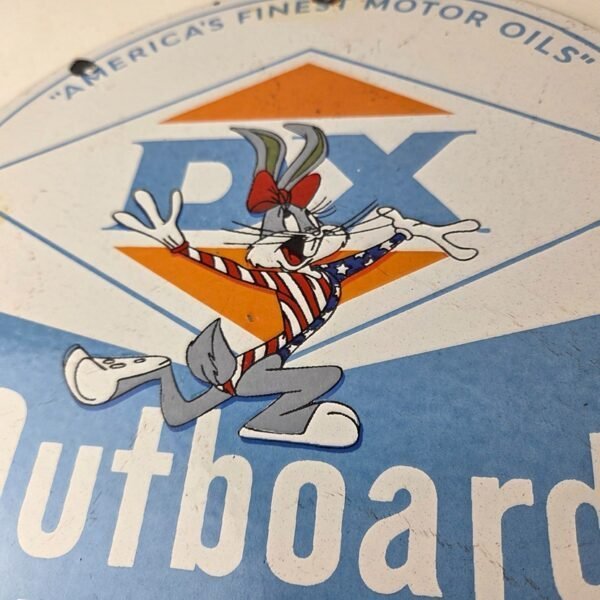 "AMERICA'S FINEST MOTOR OILS"
DX
Outboard